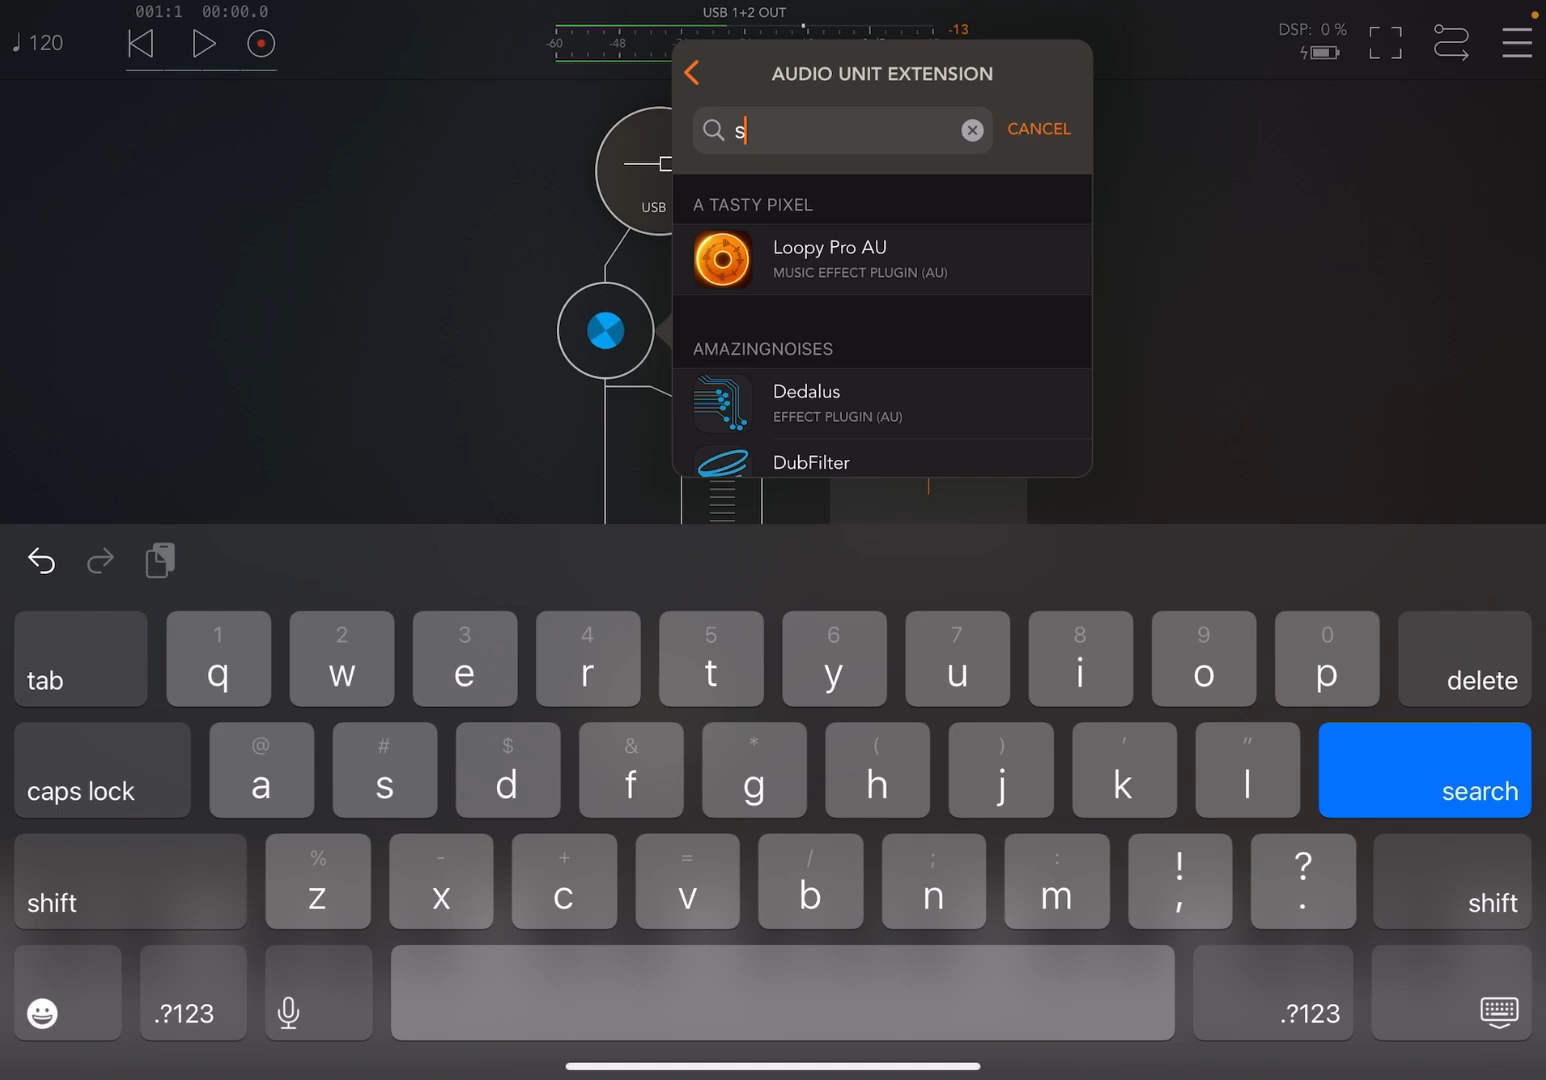 001:1 00:00.0
♩ 120
USB 1+2 OUT
-60 -48
-13
DSP: 0 %
AUDIO UNIT EXTENSION
s
CANCEL
A TASTY PIXEL
Loopy Pro AU
MUSIC EFFECT PLUGIN (AU)
AMAZINGNOISES
Dedalus
EFFECT PLUGIN (AU)
DubFilter
USB
1 2 3 4 5 6 7 8 9 0
tab q w e r t y u i o p delete
@ # $ & * ( ) ' "
caps lock a s d f g h j k l search
% - + = / ; : ! ?
shift z x c v b n m , . shift
.?123 .?123